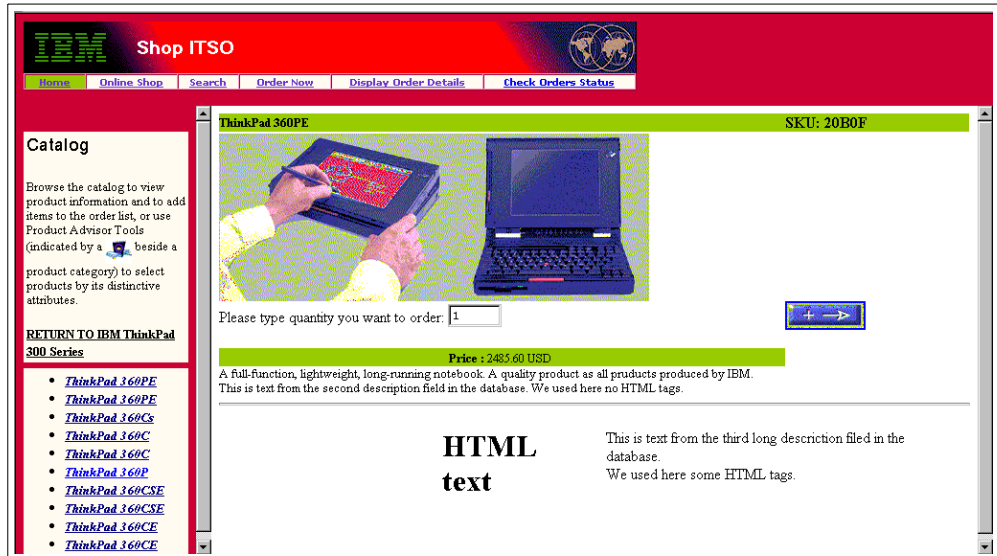 IBM Shop ITSO
Home Online Shop Search Order Now Display Order Details Check Orders Status
Catalog
Browse the catalog to view
product information and to add
items to the order list, or use
Product Advisor Tools
(indicated by a beside a
product category) to select
products by its distinctive
attributes.
RETURN TO IBM ThinkPad
300 Series
ThinkPad 360PE
ThinkPad 360PE
ThinkPad 360Cs
ThinkPad 360C
ThinkPad 360C
ThinkPad 360P
ThinkPad 360CSE
ThinkPad 360CSE
ThinkPad 360CE
ThinkPad 360CE
ThinkPad 360PE SKU: 20B0F
Please type quantity you want to order: 1
Price : 2485.60 USD
A full-function, lightweight, long-running notebook. A quality product as all pruducts produced by IBM.
This is text from the second description field in the database. We used here no HTML tags.
HTML
text
This is text from the third long descriction filed in the
database.
We used here some HTML tags.